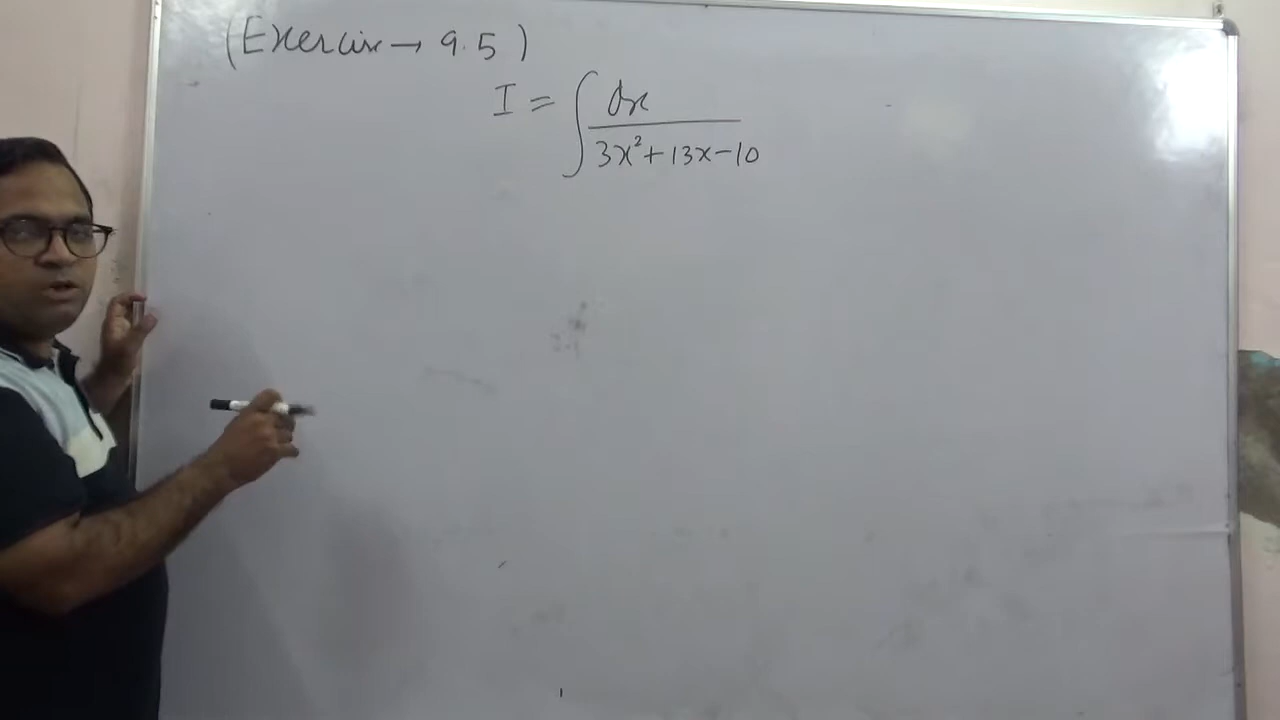 (Exercise → 9.5)
I = ∫ dx
3x² + 13x - 10